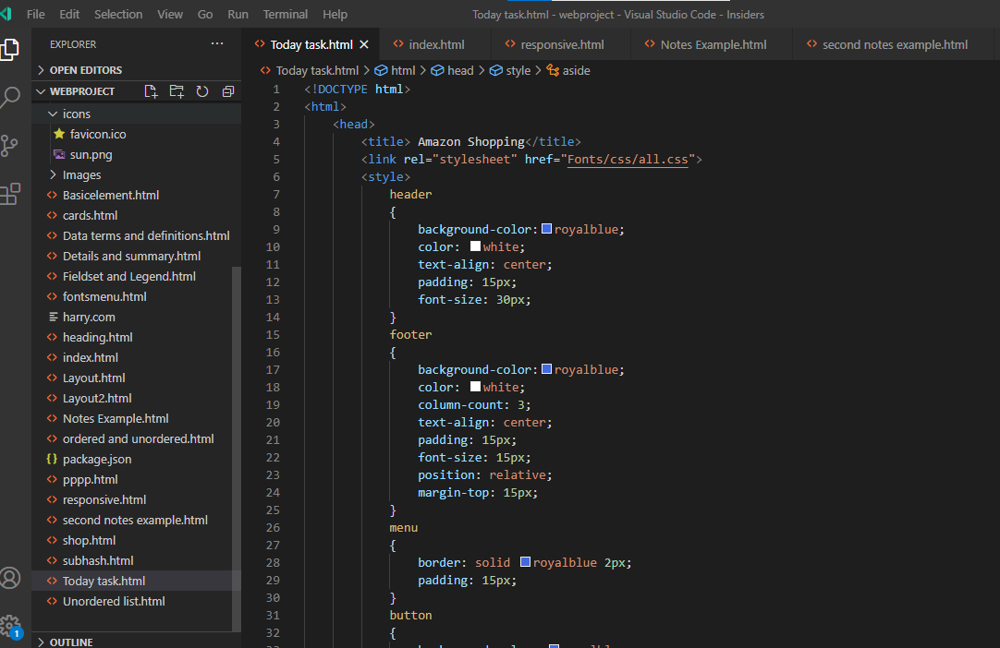 File Edit Selection View Go Run Terminal Help
Today task.html - webproject - Visual Studio Code - Insiders
EXPLORER ...
OPEN EDITORS
WEBPROJECT
icons
favicon.ico
sun.png
Images
Basicelement.html
cards.html
Data terms and definitions.html
Details and summary.html
Fieldset and Legend.html
fontsmenu.html
harry.com
heading.html
index.html
Layout.html
Layout2.html
Notes Example.html
ordered and unordered.html
package.json
pppp.html
responsive.html
second notes example.html
shop.html
subhash.html
Today task.html
Unordered list.html
OUTLINE
1
Today task.html index.html responsive.html Notes Example.html second notes example.html
Today task.html > html > head > style > aside
1 <!DOCTYPE html>
2 <html>
3 <head>
4 <title> Amazon Shopping</title>
5 <link rel="stylesheet" href="Fonts/css/all.css">
6 <style>
7 header
8 {
9 background-color: royalblue;
10 color: white;
11 text-align: center;
12 padding: 15px;
13 font-size: 30px;
14 }
15 footer
16 {
17 background-color: royalblue;
18 color: white;
19 column-count: 3;
20 text-align: center;
21 padding: 15px;
22 font-size: 15px;
23 position: relative;
24 margin-top: 15px;
25 }
26 menu
27 {
28 border: solid royalblue 2px;
29 padding: 15px;
30 }
31 button
32 {